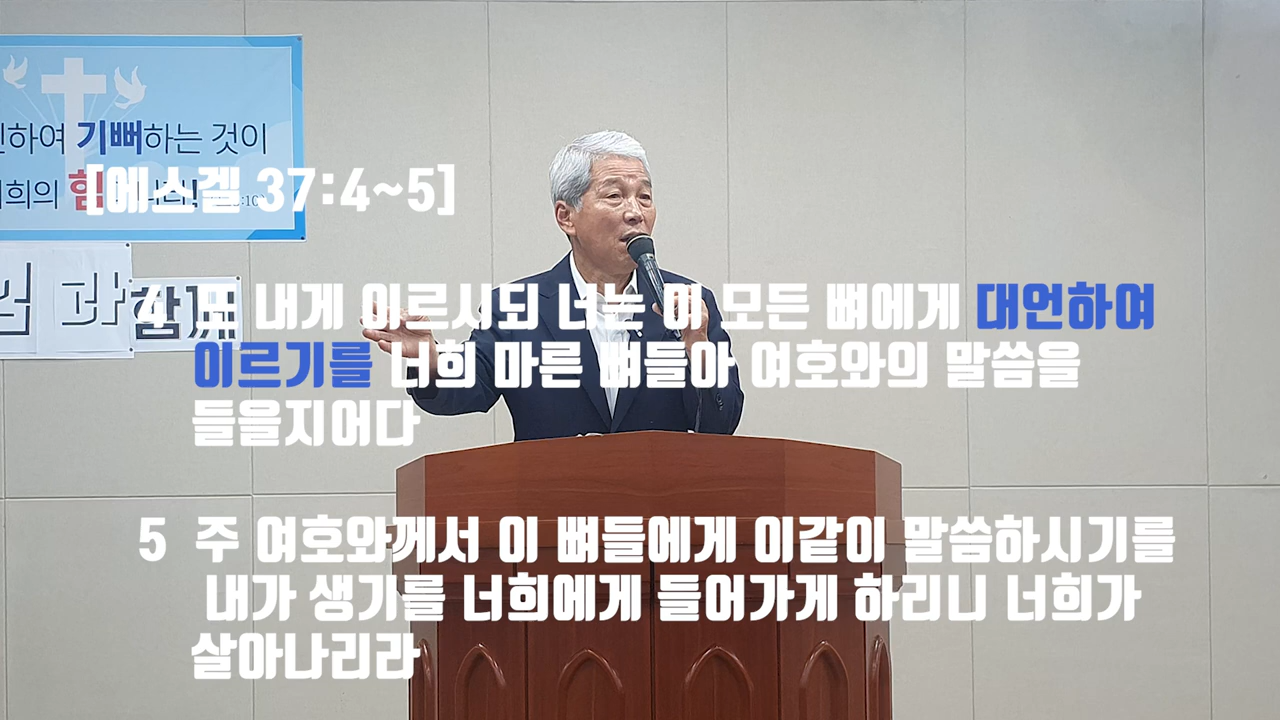 기뻐하는 것이
희의 힘
[에스겔 37:4~5]
함께
4 또 내게 이르시되 너는 이 모든 뼈에게 대언하여
이르기를 너희 마른 뼈들아 여호와의 말씀을
들을지어다
5 주 여호와께서 이 뼈들에게 이같이 말씀하시기를
내가 생기를 너희에게 들어가게 하리니 너희가
살아나리라